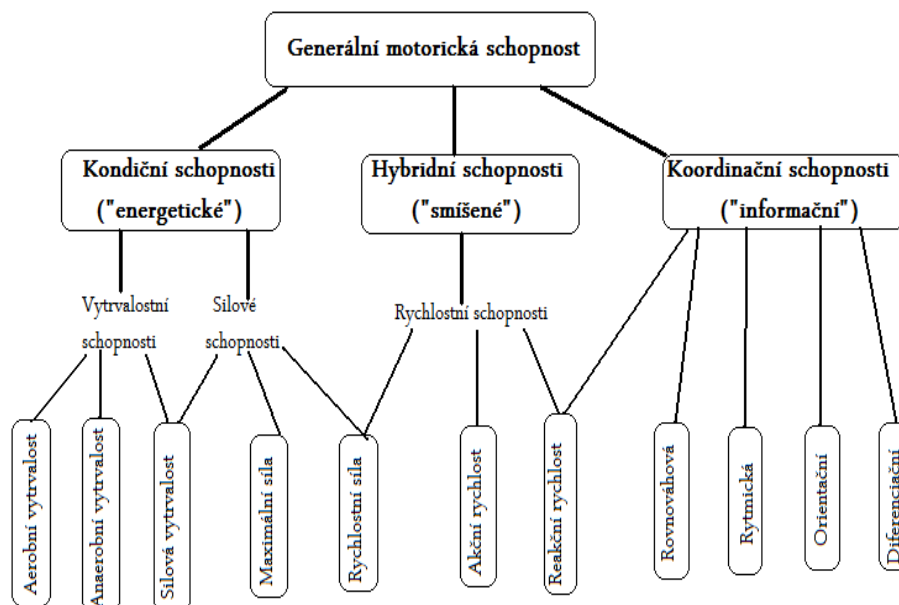 Generální motorická schopnost
Kondiční schopnosti
("energetické")
Hybridní schopnosti
("smíšené")
Koordinační schopnosti
("informační")
Vytrvalostní
schopnosti
Silové
schopnosti
Rychlostní schopnosti
Aerobní vytrvalost
Anaerobní vytrvalost
Silová vytrvalost
Maximální síla
Rychlostní síla
Akční rychlost
Reakční rychlost
Rovnováhová
Rytmická
Orientační
Diferenciační